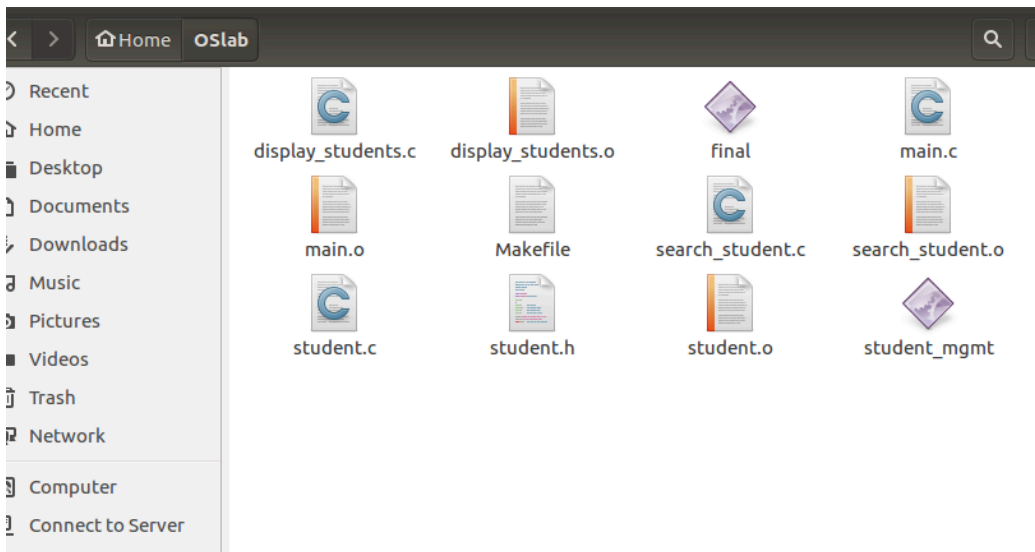 Home OSlab
Recent
Home
Desktop
Documents
Downloads
Music
Pictures
Videos
Trash
Network
Computer
Connect to Server
display_students.c display_students.o final main.c
main.o Makefile search_student.c search_student.o
student.c student.h student.o student_mgmt